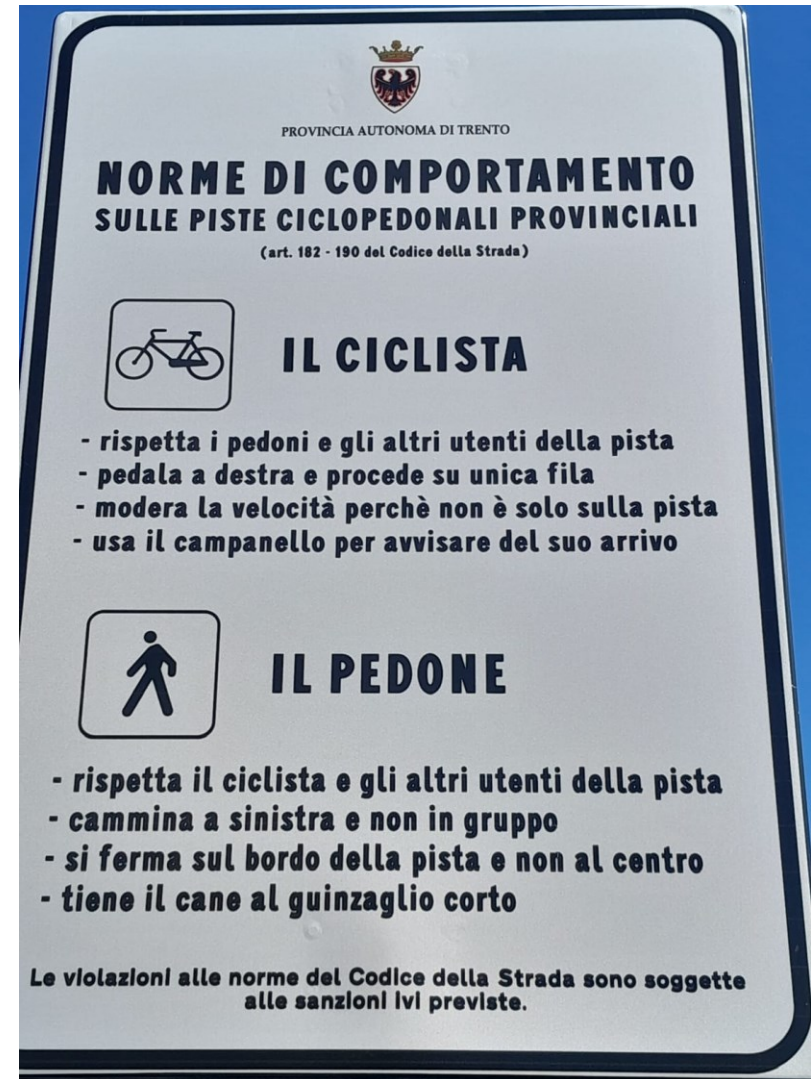 PROVINCIA AUTONOMA DI TRENTO
NORME DI COMPORTAMENTO
SULLE PISTE CICLOPEDONALI PROVINCIALI
(art. 182 - 190 del Codice della Strada)
IL CICLISTA
- rispetta i pedoni e gli altri utenti della pista
- pedala a destra e procede su unica fila
- modera la velocità perchè non è solo sulla pista
- usa il campanello per avvisare del suo arrivo
IL PEDONE
- rispetta il ciclista e gli altri utenti della pista
- cammina a sinistra e non in gruppo
- si ferma sul bordo della pista e non al centro
- tiene il cane al guinzaglio corto
Le violazioni alle norme del Codice della Strada sono soggette
alle sanzioni ivi previste.